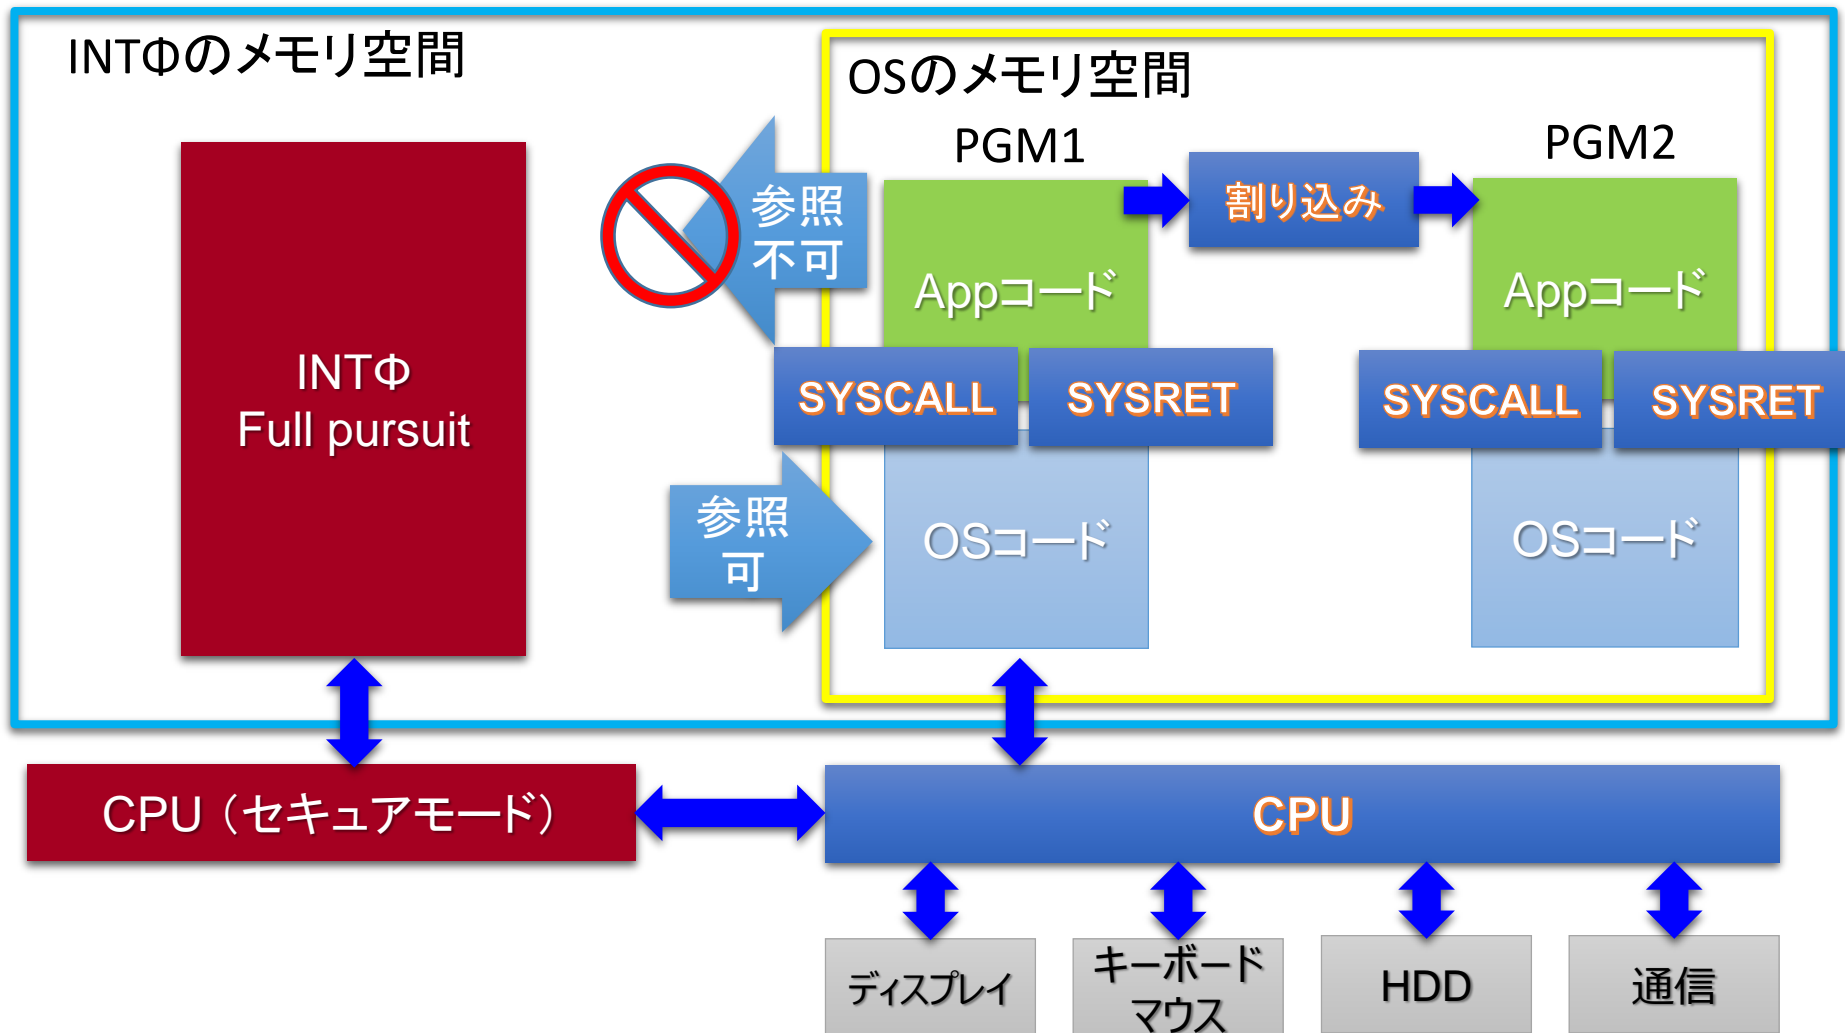 INTΦのメモリ空間
OSのメモリ空間
PGM1
PGM2
割り込み
参照
不可
Appコード
Appコード
INTΦ
Full pursuit
SYSCALL
SYSRET
SYSCALL
SYSRET
参照
可
OSコード
OSコード
CPU（セキュアモード）
CPU
ディスプレイ
キーボード
マウス
HDD
通信